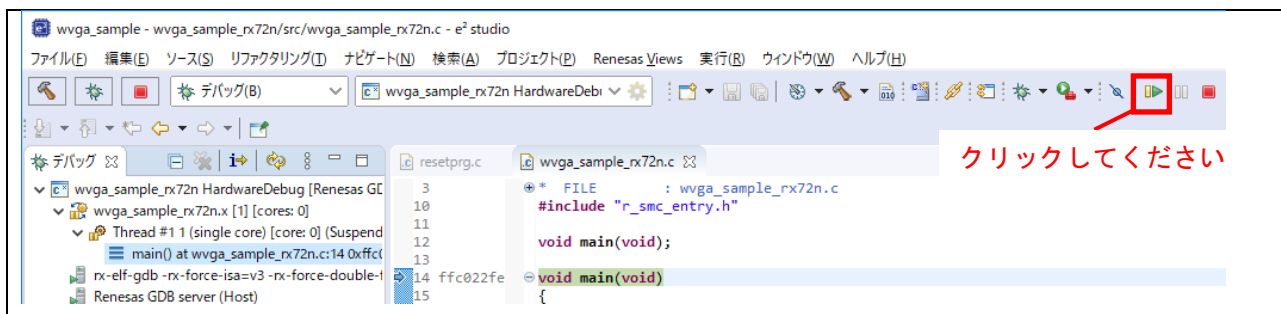 wvga_sample - wvga_sample_rx72n/src/wvga_sample_rx72n.c - e² studio
ファイル(F) 編集(E) ソース(S) リファクタリング(T) ナビゲート(N) 検索(A) プロジェクト(P) Renesas Views 実行(R) ウィンドウ(W) ヘルプ(H)
デバッグ(B) wvga_sample_rx72n HardwareDebu
クリックしてください
デバッグ resetprg.c wvga_sample_rx72n.c
wvga_sample_rx72n HardwareDebug [Renesas GD
wvga_sample_rx72n.x [1] [cores: 0]
Thread #1 1 (single core) [core: 0] (Suspend
main() at wvga_sample_rx72n.c:14 0xffc0
rx-elf-gdb -rx-force-isa=v3 -rx-force-double-f
Renesas GDB server (Host)
3 * FILE : wvga_sample_rx72n.c
10 #include "r_smc_entry.h"
11
12 void main(void);
13
14 ffc022fe void main(void)
15 {